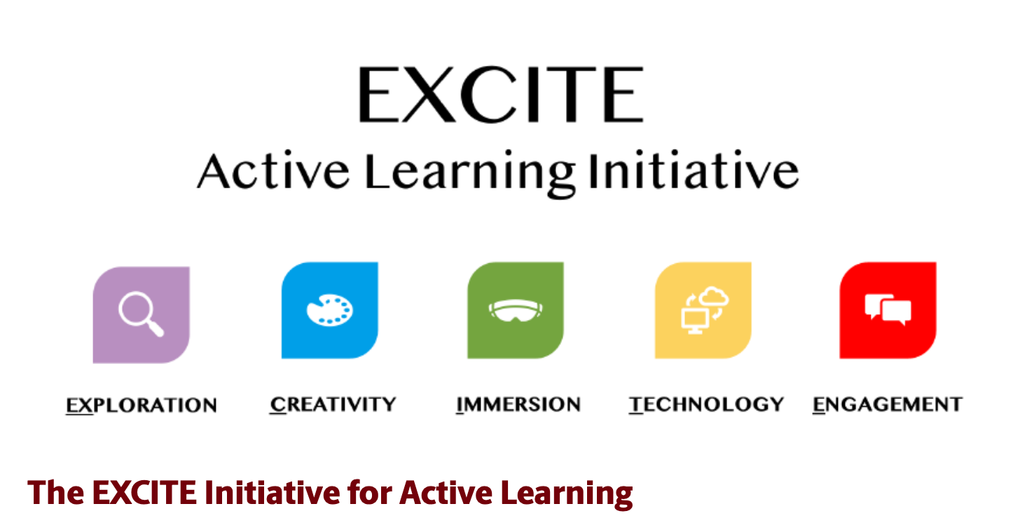 EXCITE
Active Learning Initiative
EXPLORATION CREATIVITY IMMERSION TECHNOLOGY ENGAGEMENT
The EXCITE Initiative for Active Learning